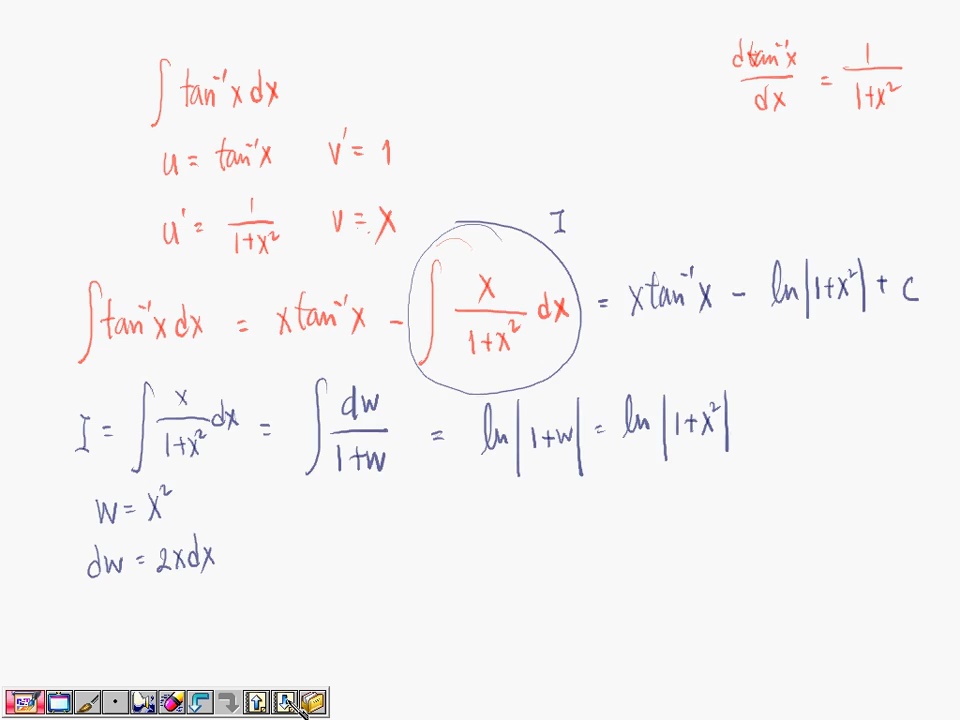 ∫ tan⁻¹x dx
d tan⁻¹x / dx = 1 / (1+x²)
u = tan⁻¹x v' = 1
u' = 1 / (1+x²) v = x
I
∫ tan⁻¹x dx = x tan⁻¹x - ∫ x / (1+x²) dx = x tan⁻¹x - ln|1+x²| + c
I = ∫ x / (1+x²) dx = ∫ dw / (1+w) = ln|1+w| = ln|1+x²|
w = x²
dw = 2xdx